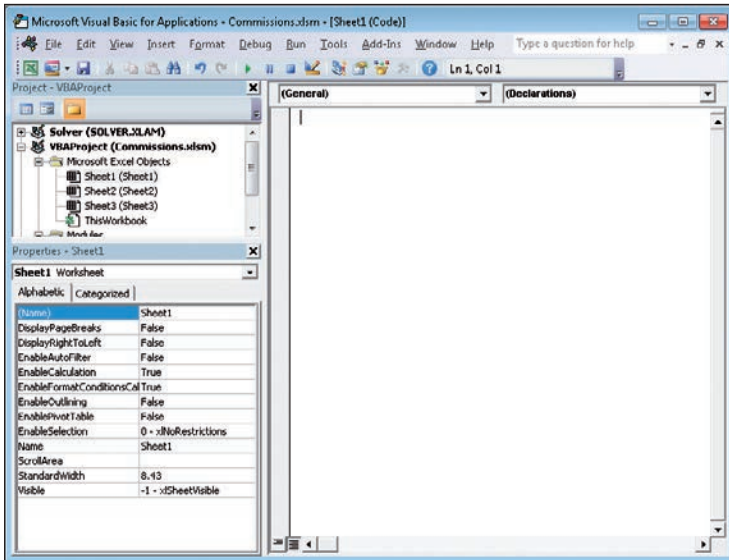 Microsoft Visual Basic for Applications - Commissions.xlsm - [Sheet1 (Code)]
File Edit View Insert Format Debug Run Tools Add-Ins Window Help Type a question for help
Ln 1, Col 1
Project - VBAProject
(General) (Declarations)
Solver (SOLVER.XLAM)
VBAProject (Commissions.xlsm)
Microsoft Excel Objects
Sheet1 (Sheet1)
Sheet2 (Sheet2)
Sheet3 (Sheet3)
ThisWorkbook
Modules
Properties - Sheet1
Sheet1 Worksheet
Alphabetic Categorized
(Name) Sheet1
DisplayPageBreaks False
DisplayRightToLeft False
EnableAutoFilter False
EnableCalculation True
EnableFormatConditionsCal True
EnableOutlining False
EnablePivotTable False
EnableSelection 0 - xlNoRestrictions
Name Sheet1
ScrollArea
StandardWidth 8.43
Visible -1 - xlSheetVisible